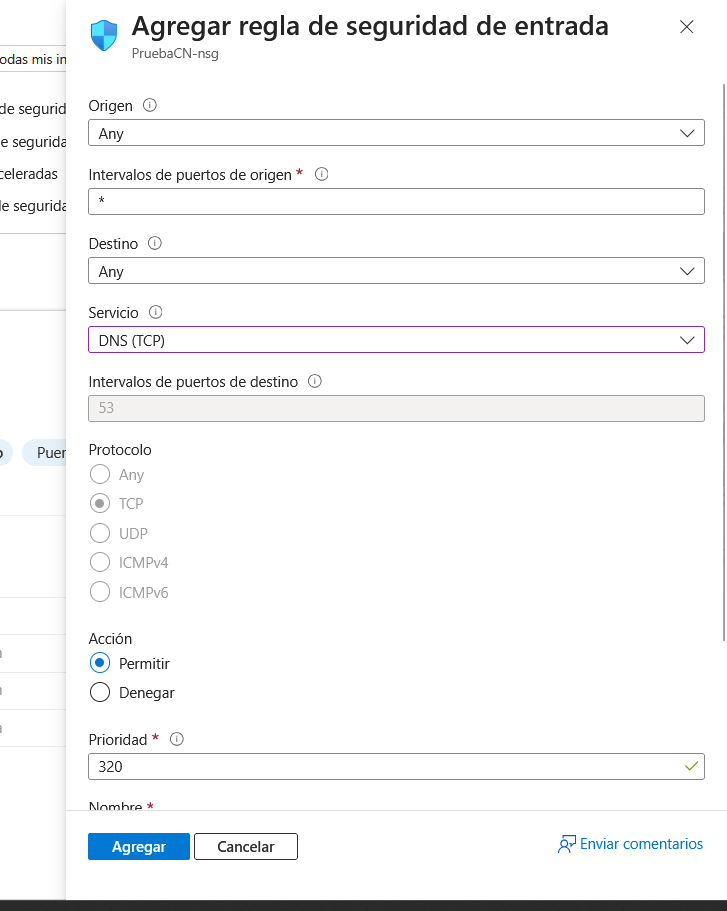 Agregar regla de seguridad de entrada
PruebaCN-nsg
odas mis in
de segurid
e segurida
celeradas
de segurida
Puer
Origen
Any
Intervalos de puertos de origen *
*
Destino
Any
Servicio
DNS (TCP)
Intervalos de puertos de destino
53
Protocolo
Any
TCP
UDP
ICMPv4
ICMPv6
Acción
Permitir
Denegar
Prioridad *
320
Nombre *
Agregar
Cancelar
Enviar comentarios